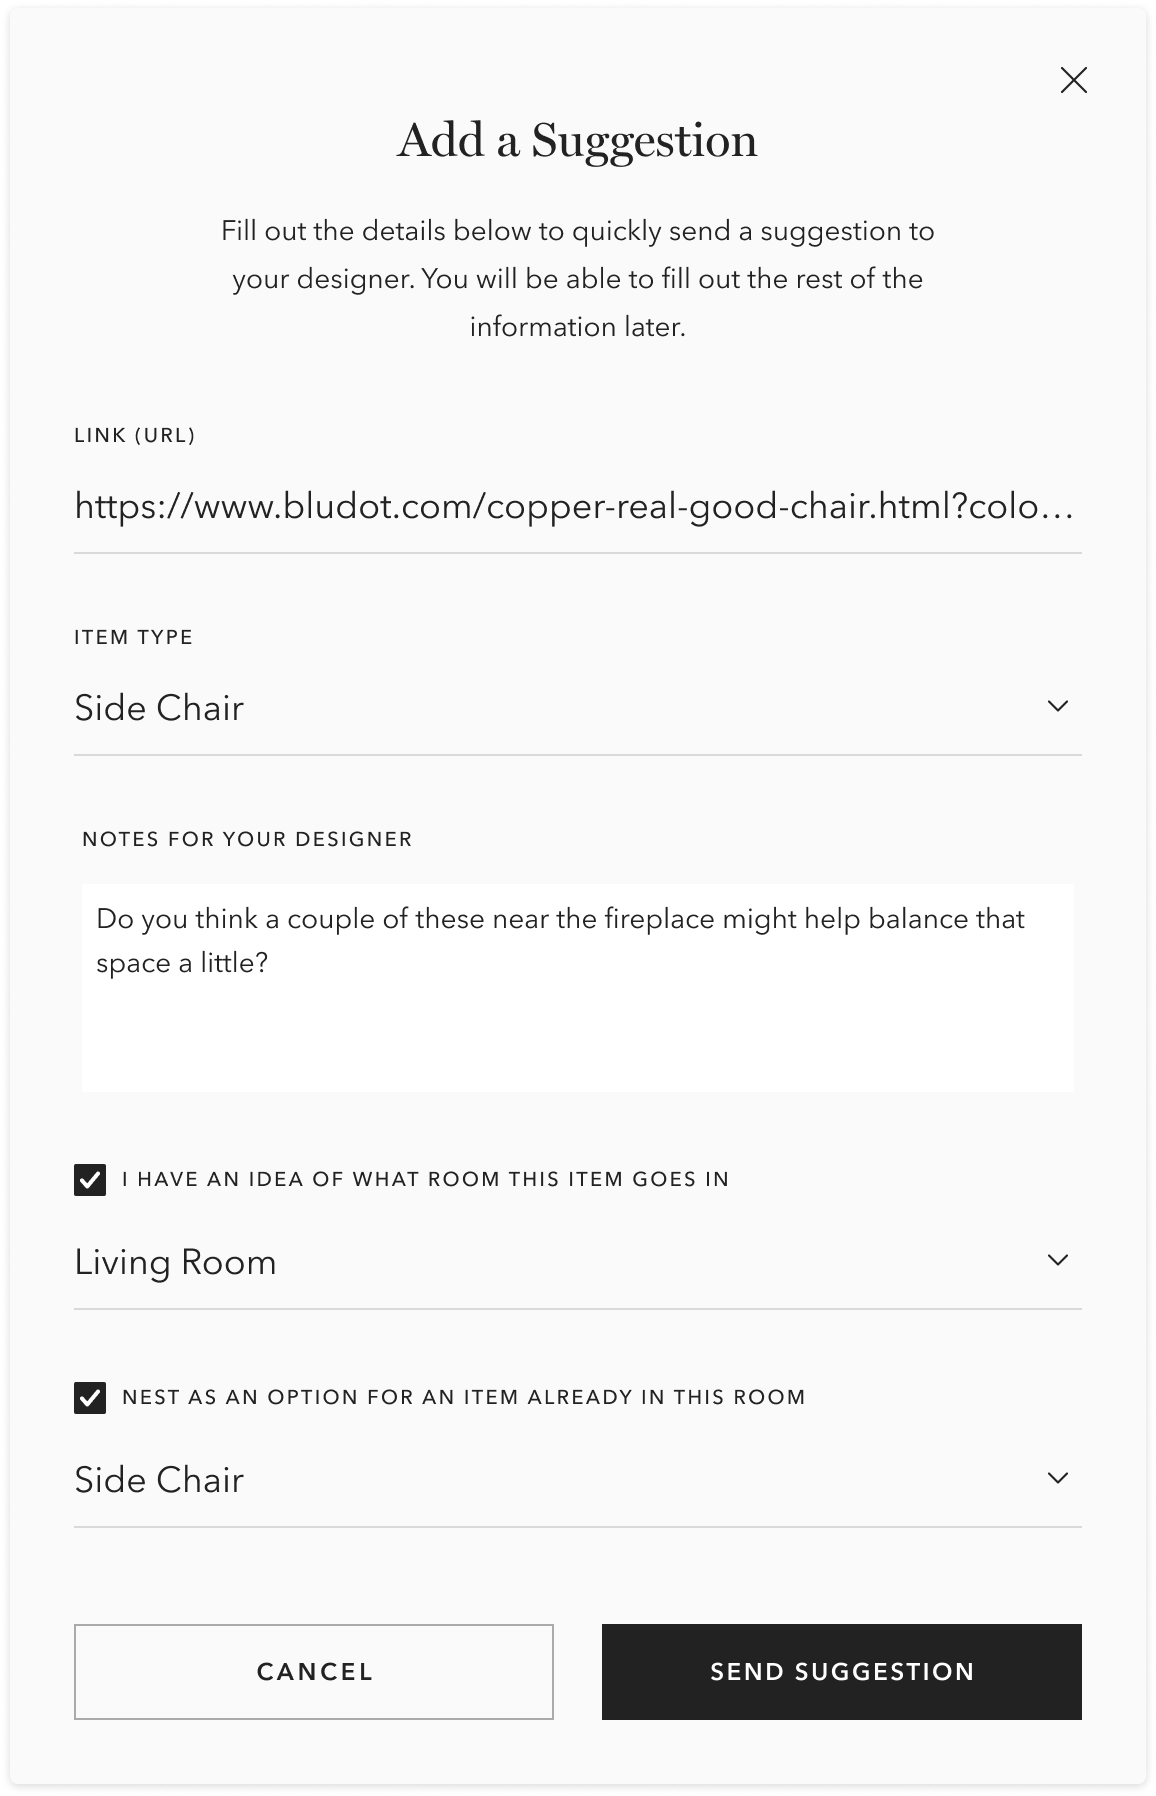 Add a Suggestion
Fill out the details below to quickly send a suggestion to
your designer. You will be able to fill out the rest of the
information later.
LINK (URL)
https://www.bludot.com/copper-real-good-chair.html?colo...
ITEM TYPE
Side Chair
NOTES FOR YOUR DESIGNER
Do you think a couple of these near the fireplace might help balance that
space a little?
I HAVE AN IDEA OF WHAT ROOM THIS ITEM GOES IN
Living Room
NEST AS AN OPTION FOR AN ITEM ALREADY IN THIS ROOM
Side Chair
CANCEL
SEND SUGGESTION